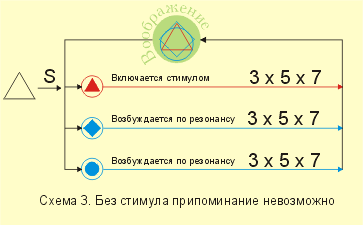 Воображение
S
Включается стимулом 3 x 5 x 7
Возбуждается по резонансу 3 x 5 x 7
Возбуждается по резонансу 3 x 5 x 7
Схема 3. Без стимула припоминание невозможно